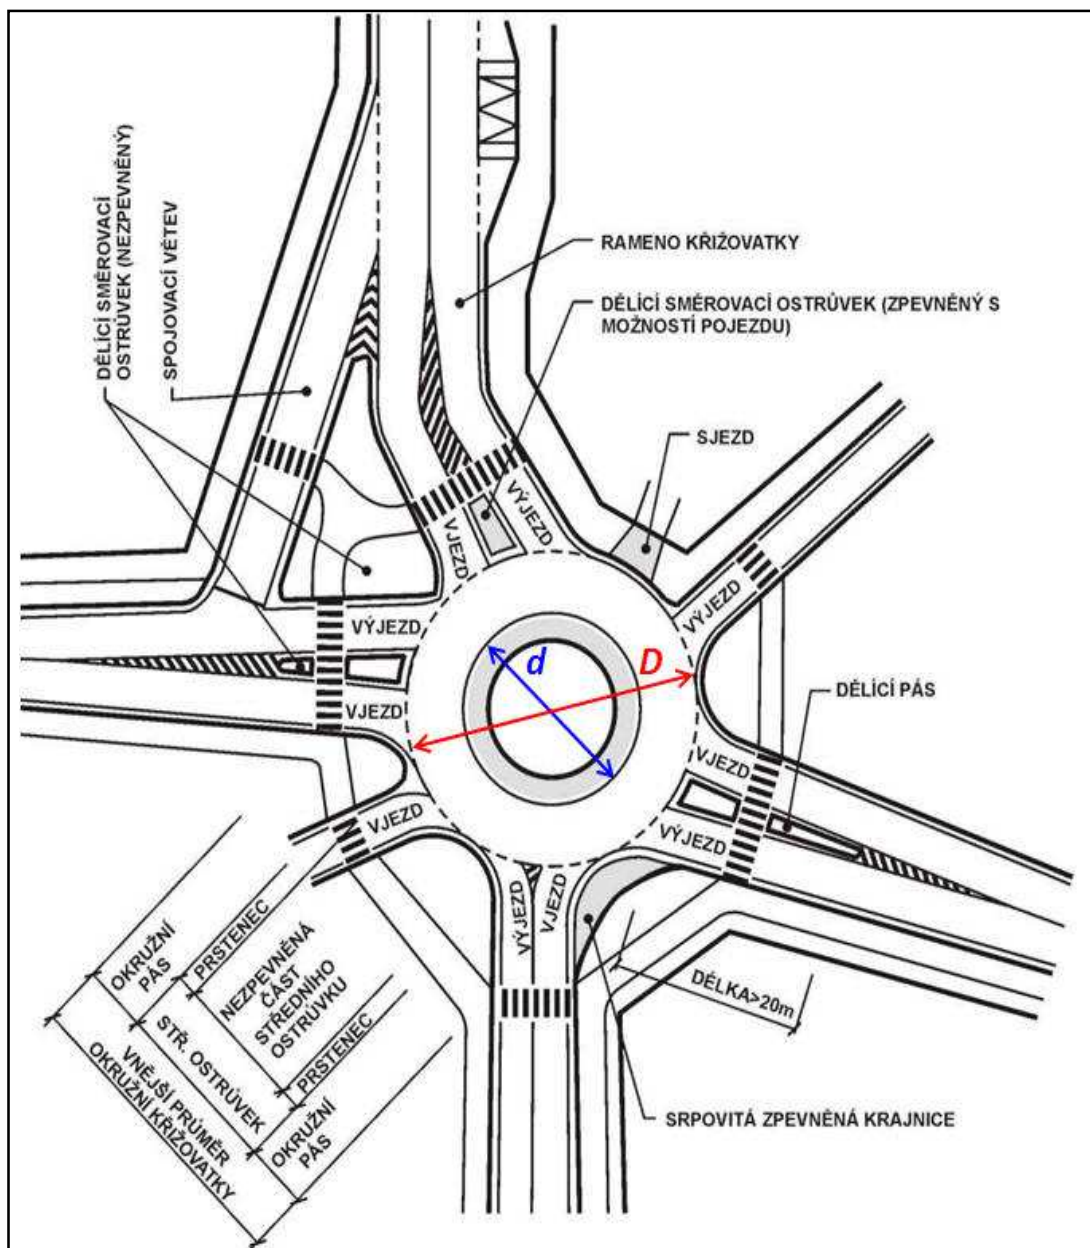 DĚLÍCÍ SMĚROVACÍ
OSTRŮVEK (NEZPEVNĚNÝ)
SPOJOVACÍ VĚTEV
RAMENO KŘIŽOVATKY
DĚLÍCÍ SMĚROVACÍ OSTRŮVEK (ZPEVNĚNÝ S
MOŽNOSTÍ POJEZDU)
SJEZD
VÝJEZD
VJEZD
VÝJEZD
VÝJEZD
VJEZD
d
D
DĚLÍCÍ PÁS
VJEZD
VÝJEZD
VJEZD
VÝJEZD
VJEZD
DÉLKA>20m
SRPOVITÁ ZPEVNĚNÁ KRAJNICE
OKRUŽNÍ
PÁS
PRSTENEC
NEZPEVNĚNÁ
ČÁST
STŘEDNÍHO
OSTRŮVKU
PRSTENEC
STŘ. OSTRŮVEK
OKRUŽNÍ
PÁS
VNĚJŠÍ PRŮMĚR
OKRUŽNÍ KŘIŽOVATKY